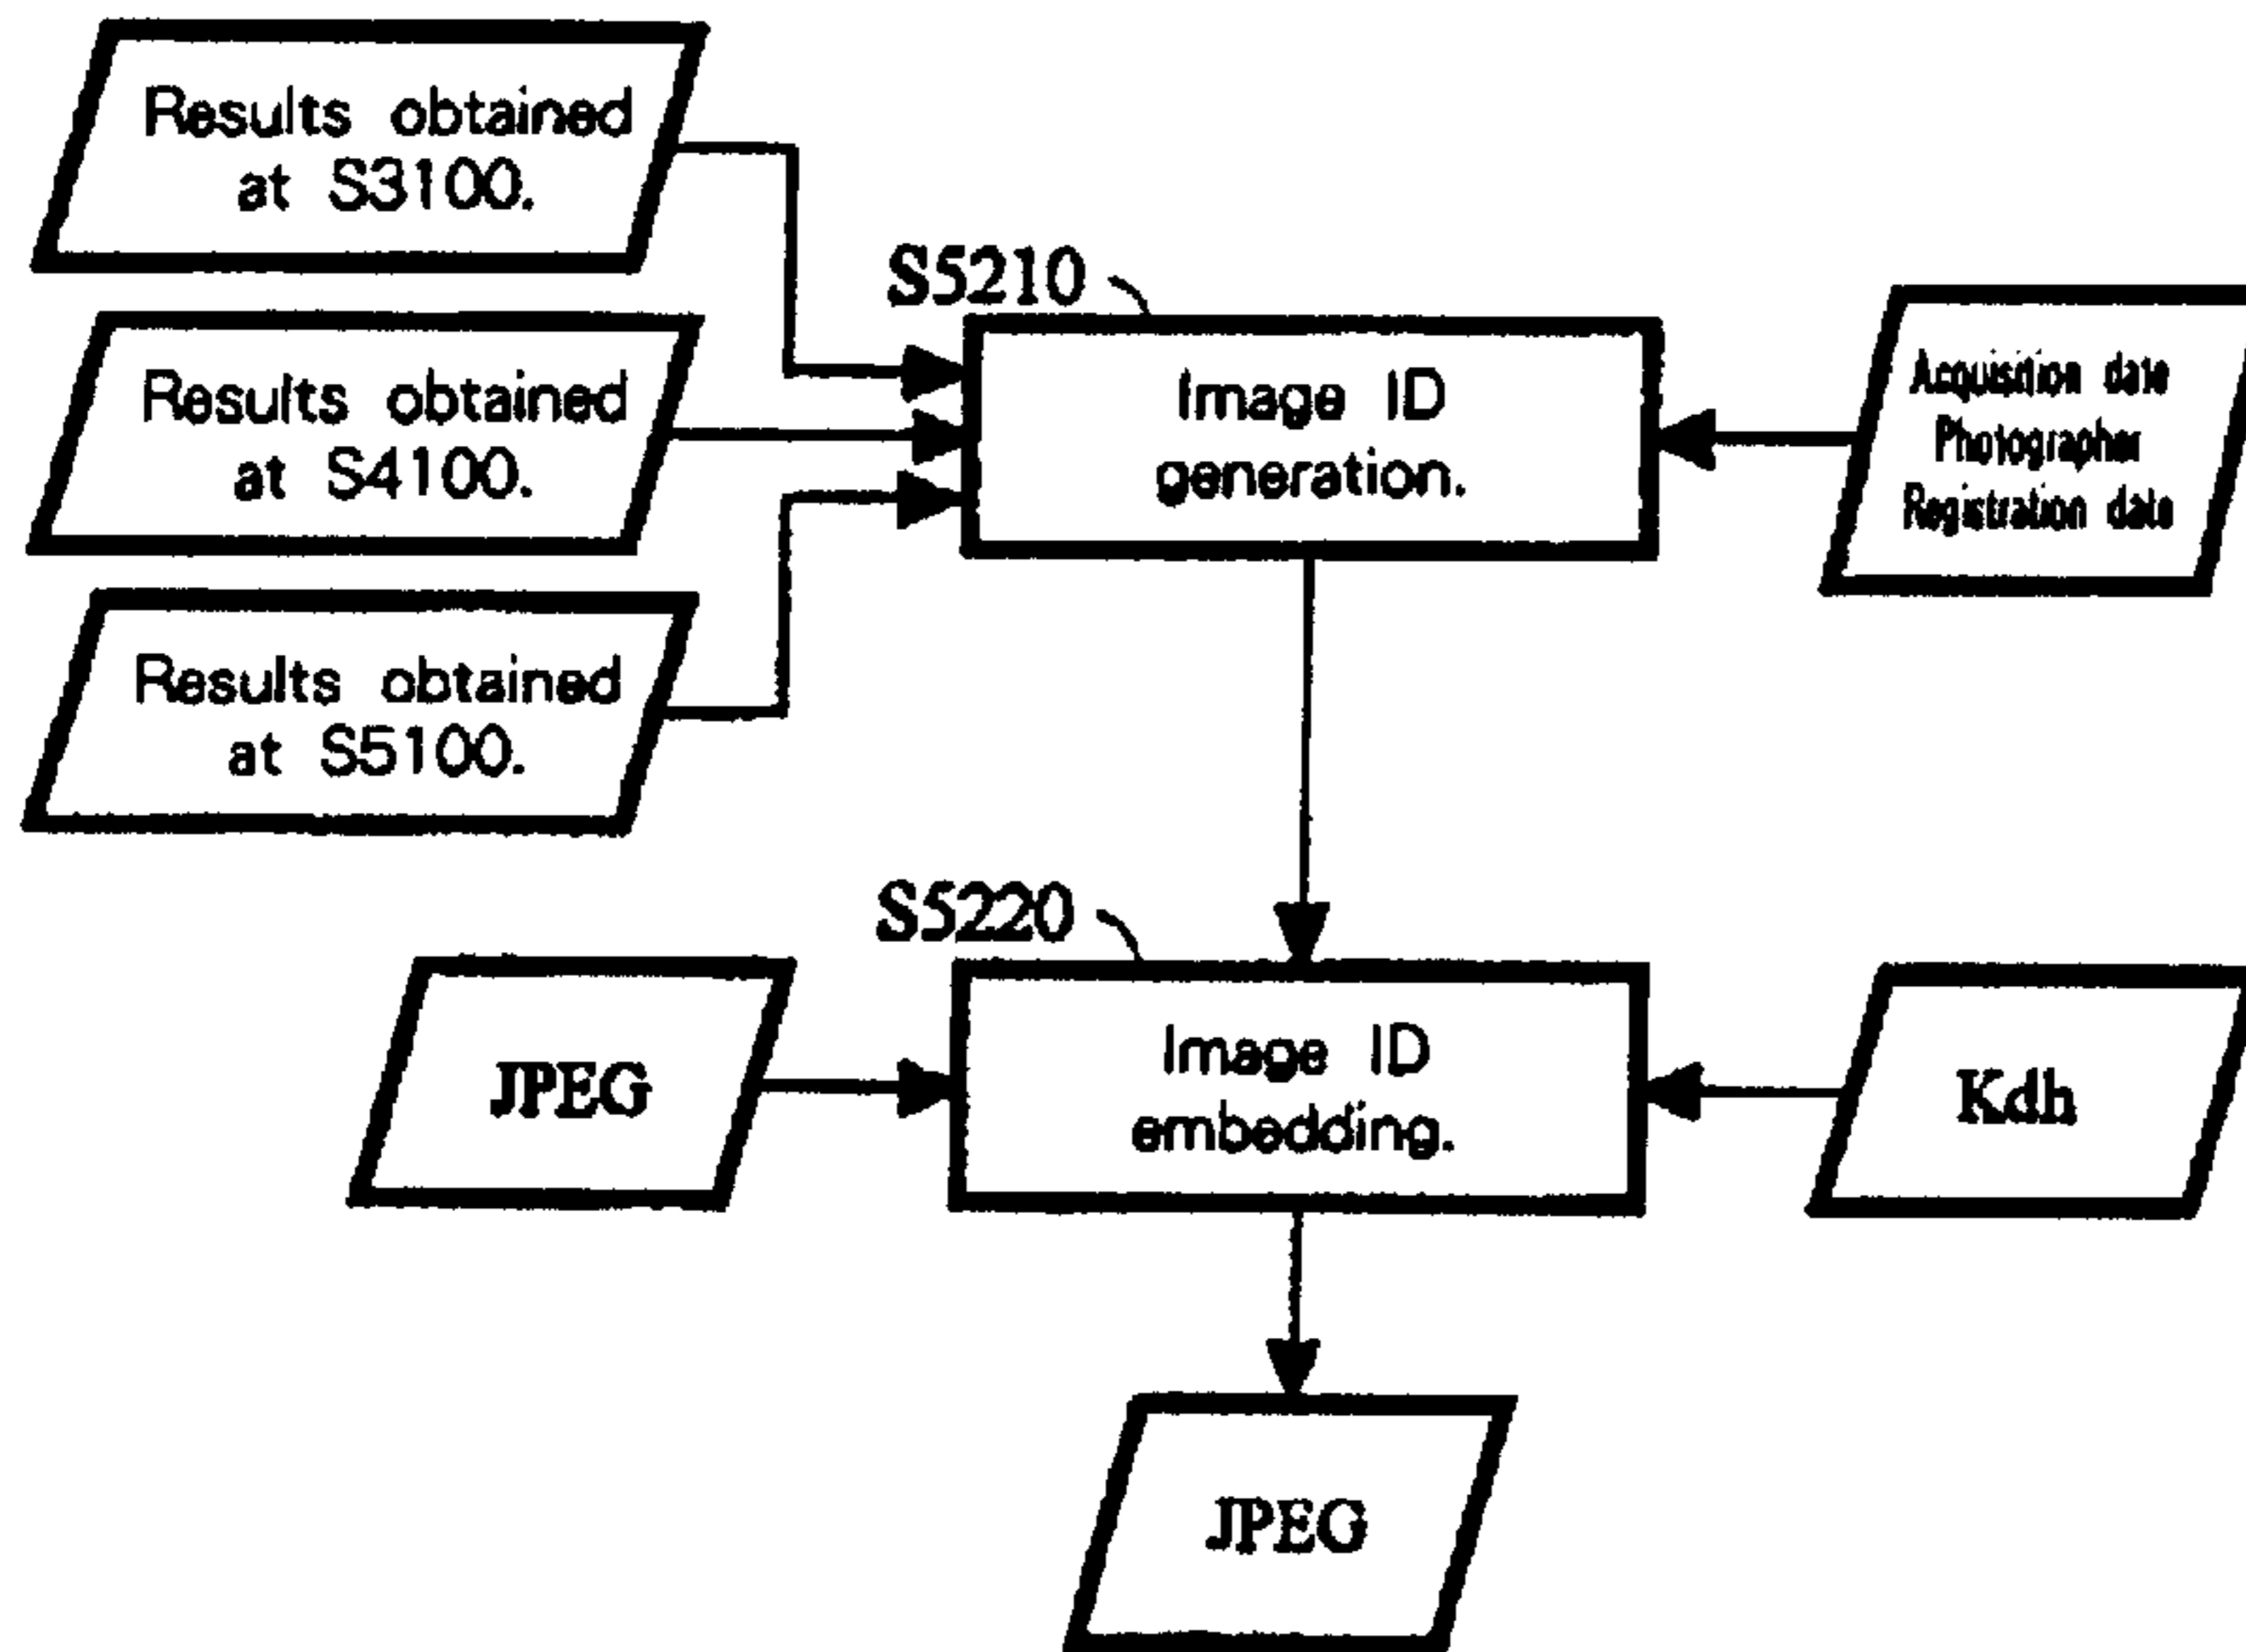 Results obtained
at S3100.
S5210
Results obtained
at S4100.
Image ID
generation.
Acquisition date
Photographer
Registration date
Results obtained
at S5100.
S5220
JPEG
Image ID
embedding.
Kdh
JPEG